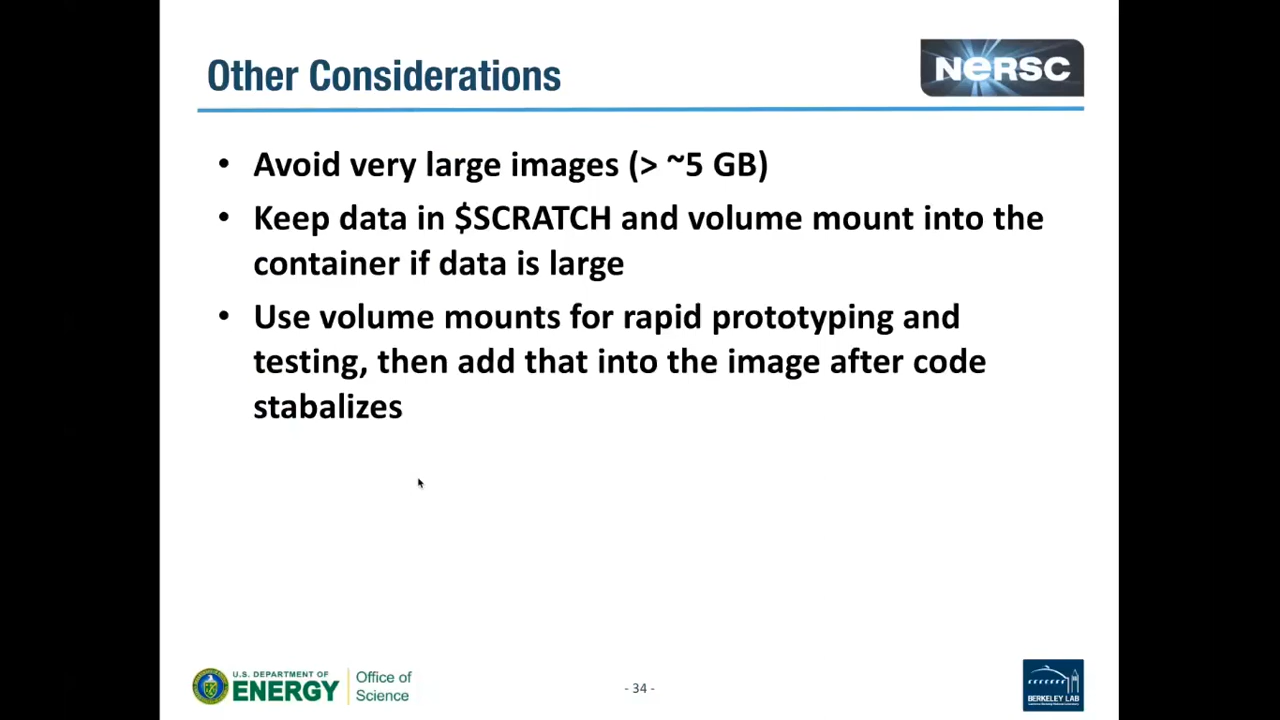 Other Considerations
NERSC
• Avoid very large images (> ~5 GB)
• Keep data in $SCRATCH and volume mount into the
container if data is large
• Use volume mounts for rapid prototyping and
testing, then add that into the image after code
stabalizes
U.S. DEPARTMENT OF
ENERGY
Office of
Science
- 34 -
BERKELEY LAB